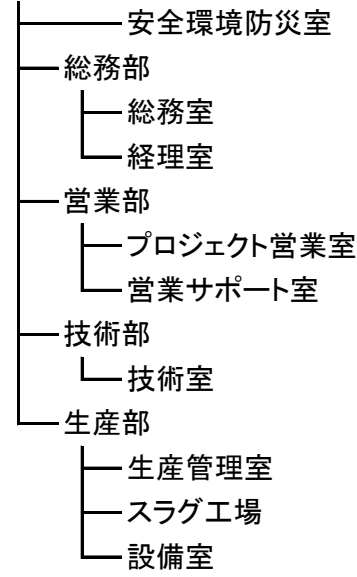 安全環境防災室
総務部
総務室
経理室
営業部
プロジェクト営業室
営業サポート室
技術部
技術室
生産部
生産管理室
スラグ工場
設備室